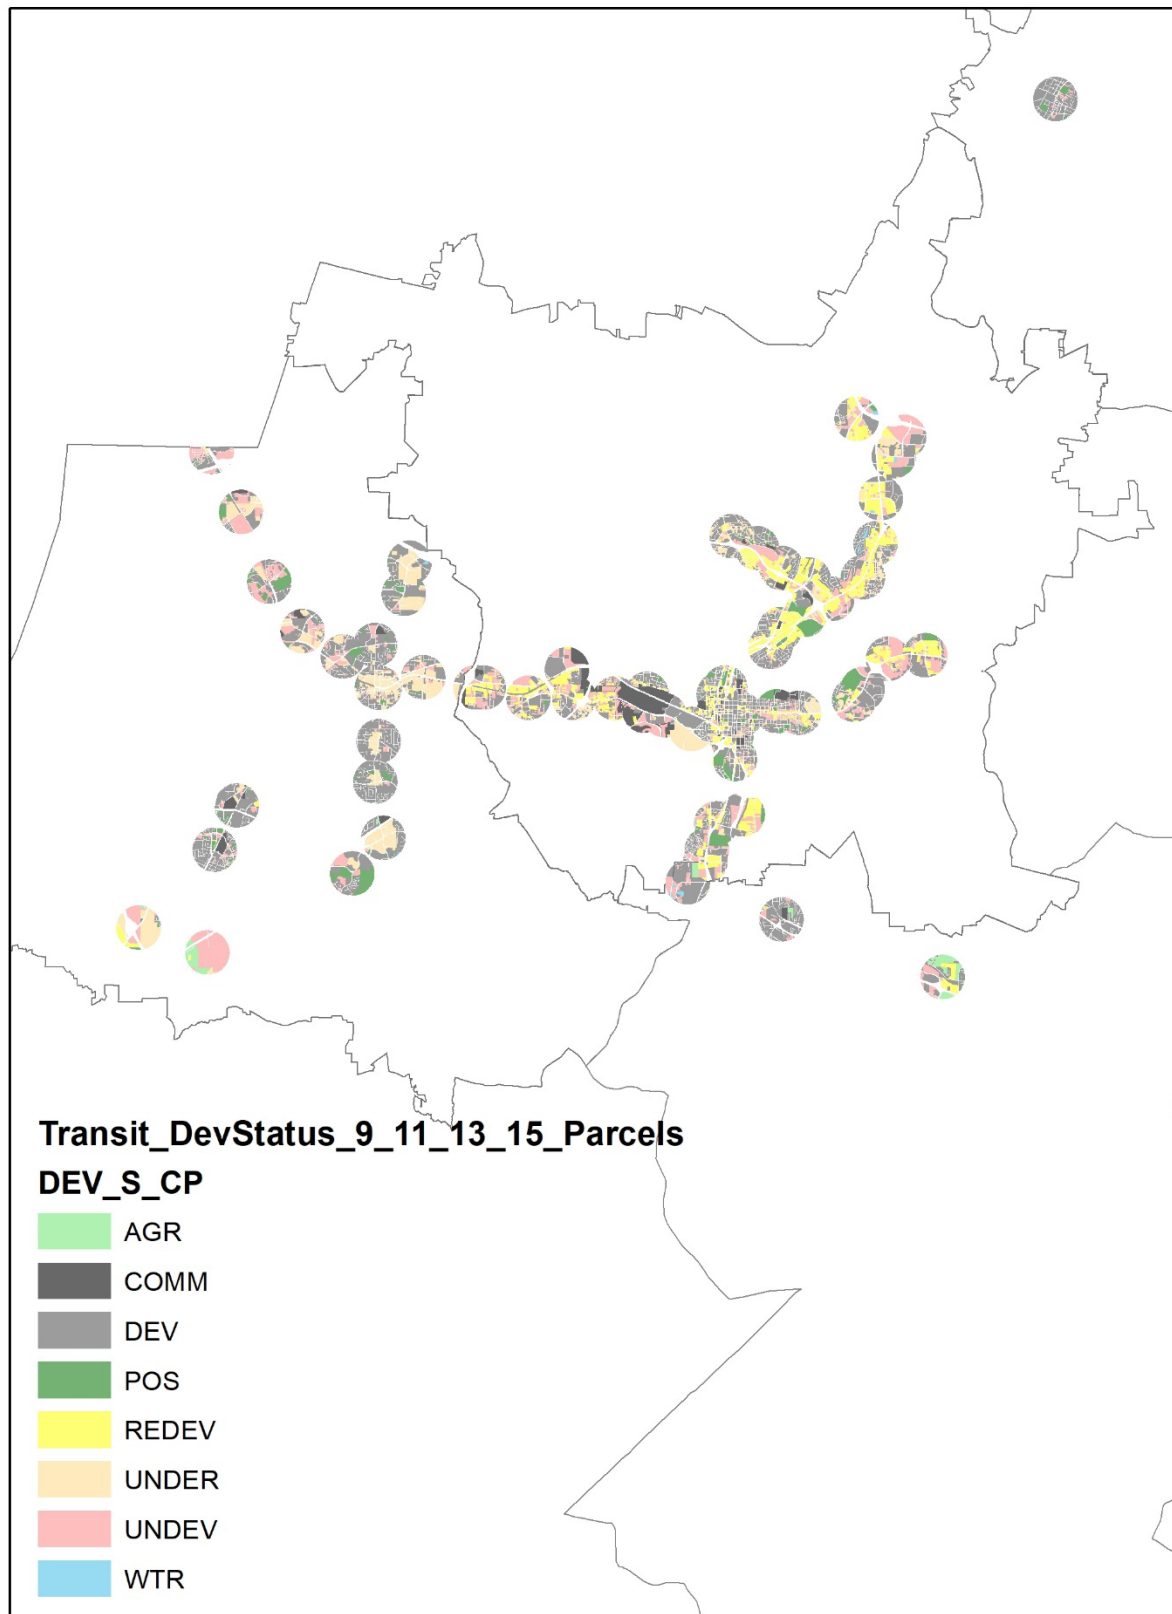 Transit_DevStatus_9_11_13_15_Parcels
DEV_S_CP
AGR
COMM
DEV
POS
REDEV
UNDER
UNDEV
WTR